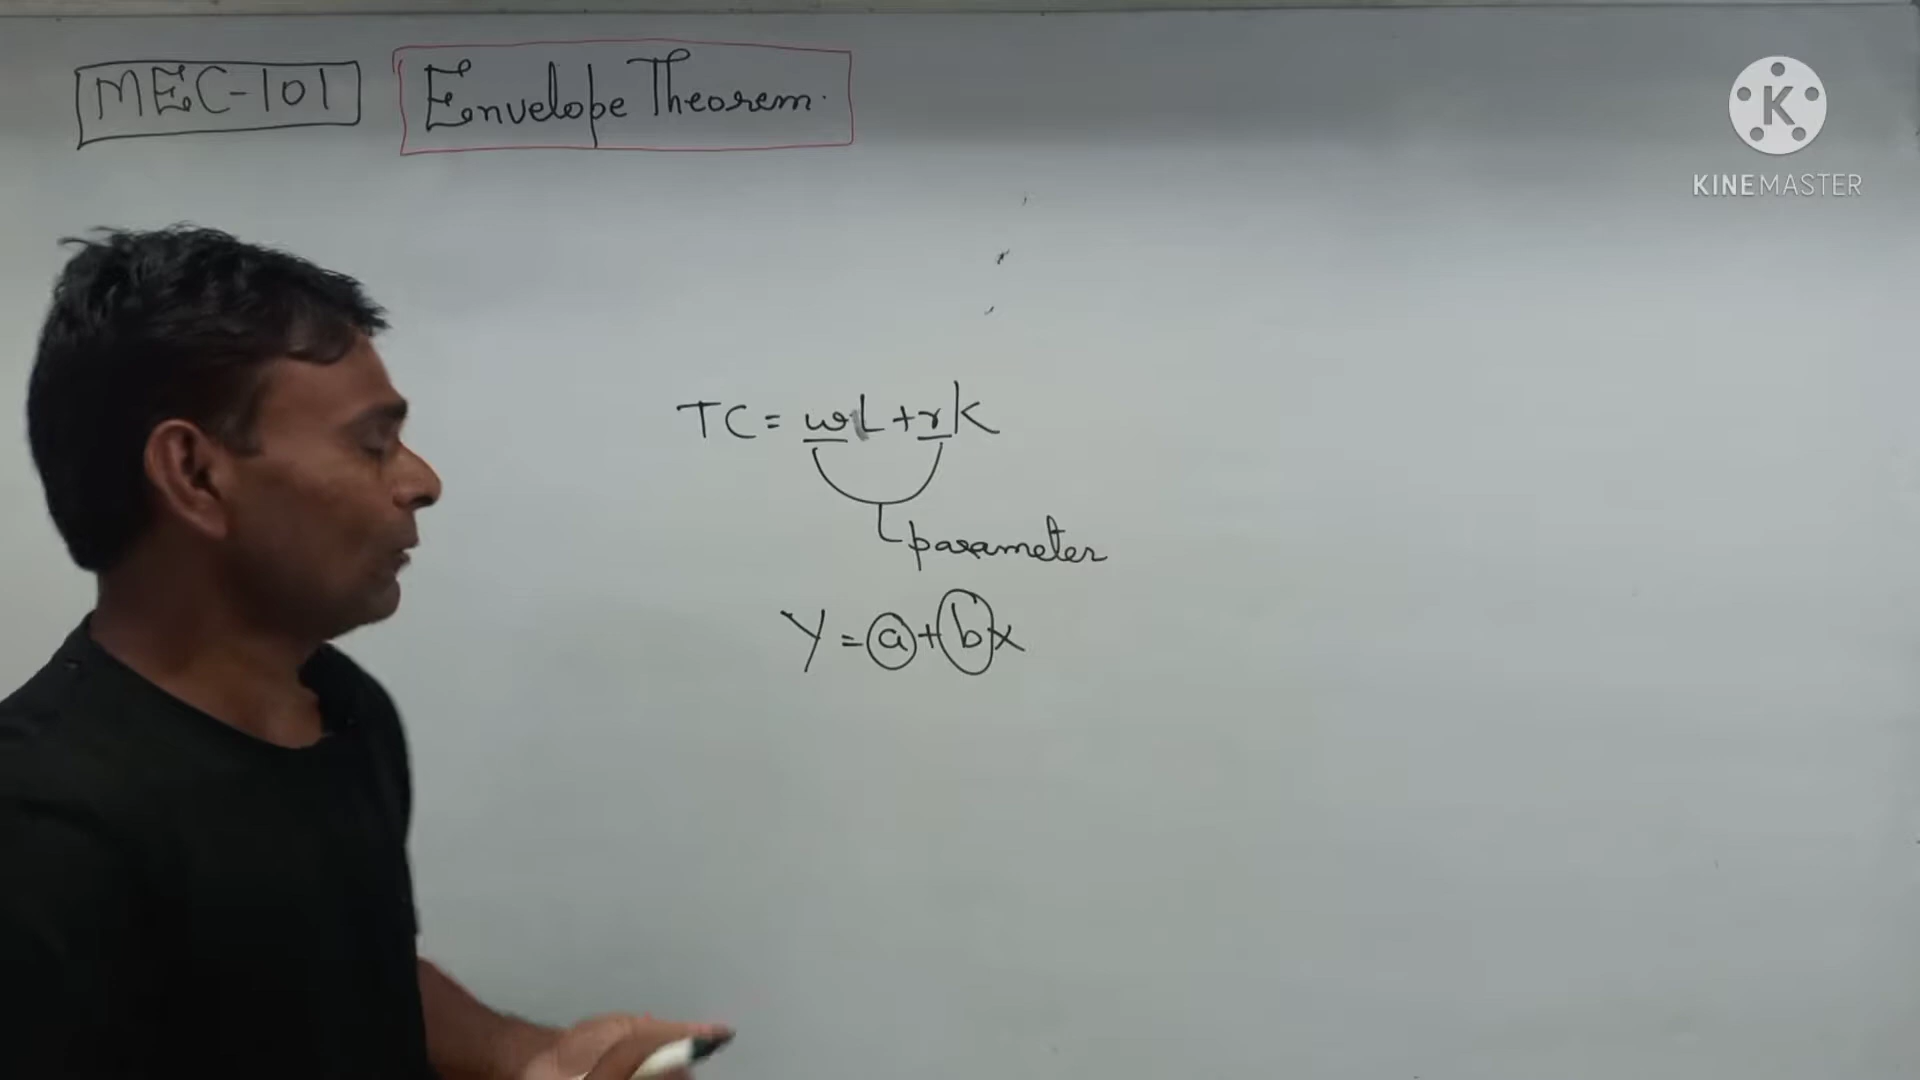 MEC-101 Envelope Theorem.
K
KINEMASTER
TC = wL + rK
parameter
Y = a + bx